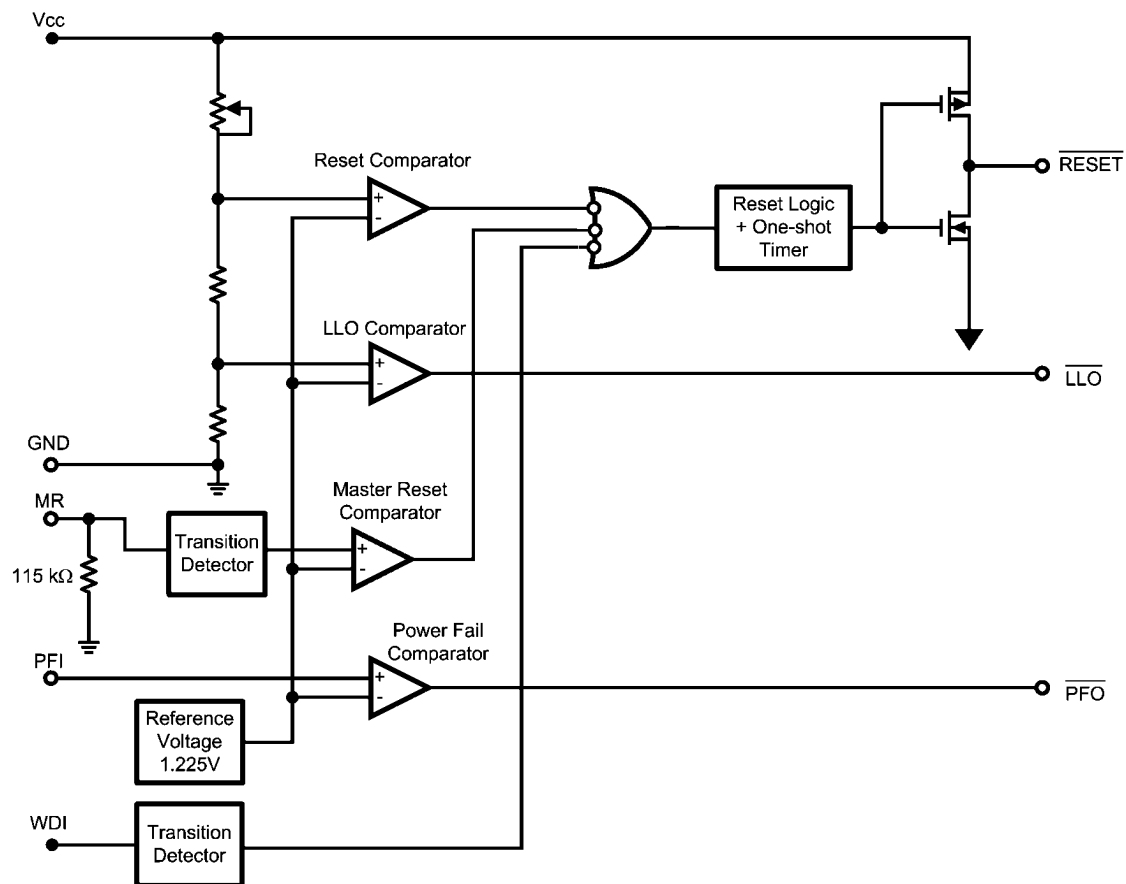 Vcc
Reset Comparator
+
-
Reset Logic
+ One-shot
Timer
RESET
LLO Comparator
+
-
LLO
GND
MR
Master Reset
Comparator
Transition
Detector
+
-
115 kΩ
Power Fail
Comparator
PFI
+
-
PFO
Reference
Voltage
1.225V
WDI
Transition
Detector